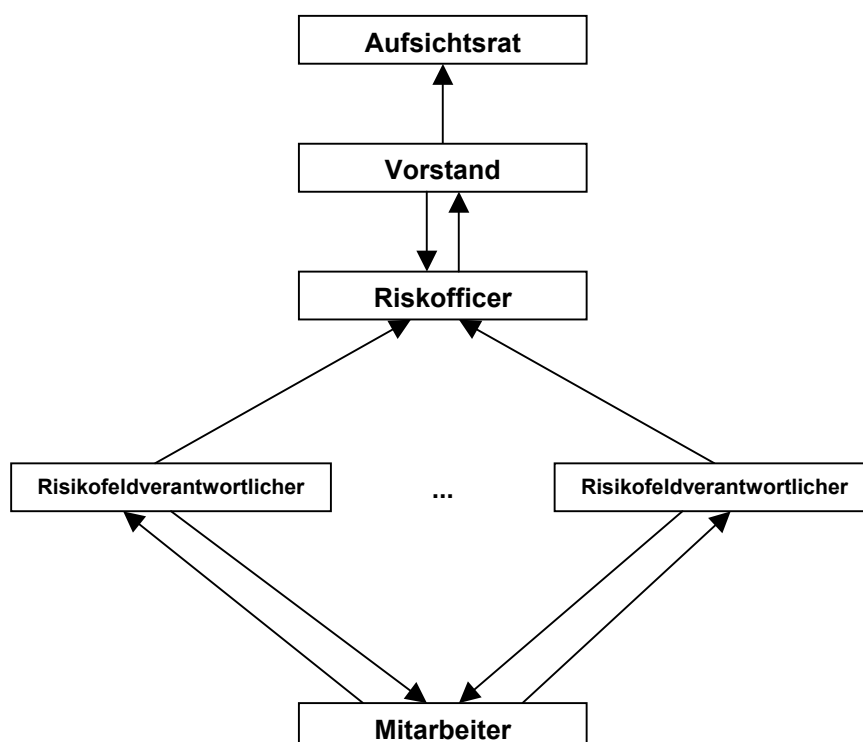 Aufsichtsrat
Vorstand
Riskofficer
Risikofeldverantwortlicher
...
Risikofeldverantwortlicher
Mitarbeiter